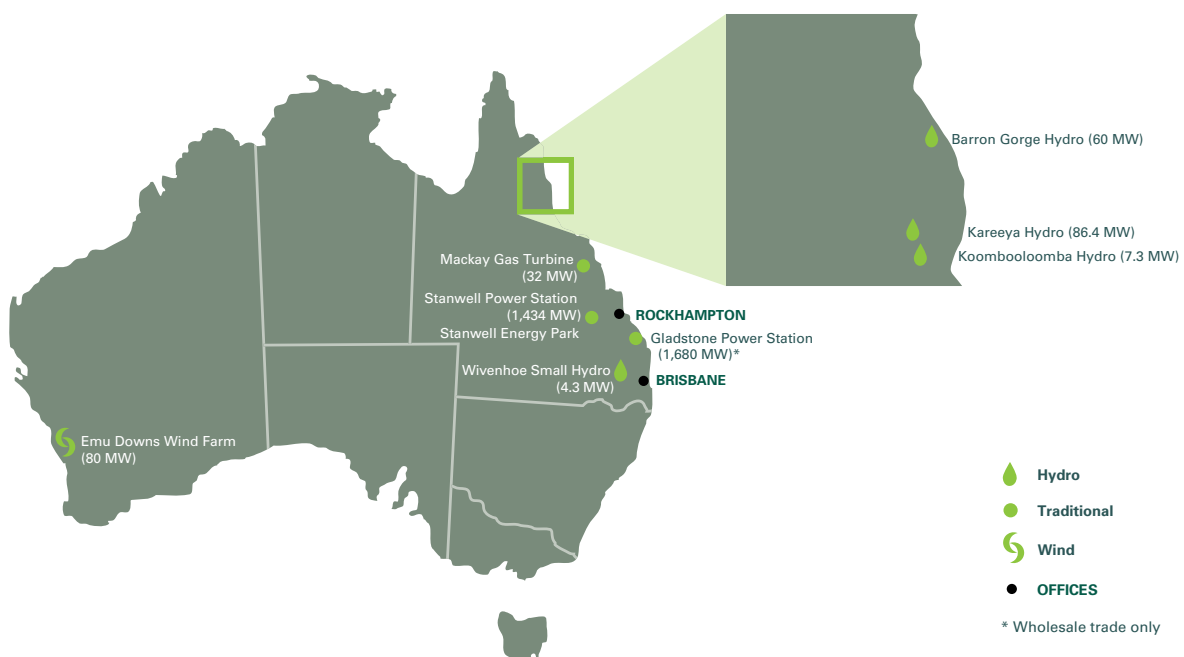 Barron Gorge Hydro (60 MW)
Kareeya Hydro (86.4 MW)
Koombooloomba Hydro (7.3 MW)
Mackay Gas Turbine
(32 MW)
Stanwell Power Station
(1,434 MW)
Stanwell Energy Park
ROCKHAMPTON
Gladstone Power Station
(1,680 MW)*
Wivenhoe Small Hydro
(4.3 MW)
BRISBANE
Emu Downs Wind Farm
(80 MW)
Hydro
Traditional
Wind
OFFICES
* Wholesale trade only